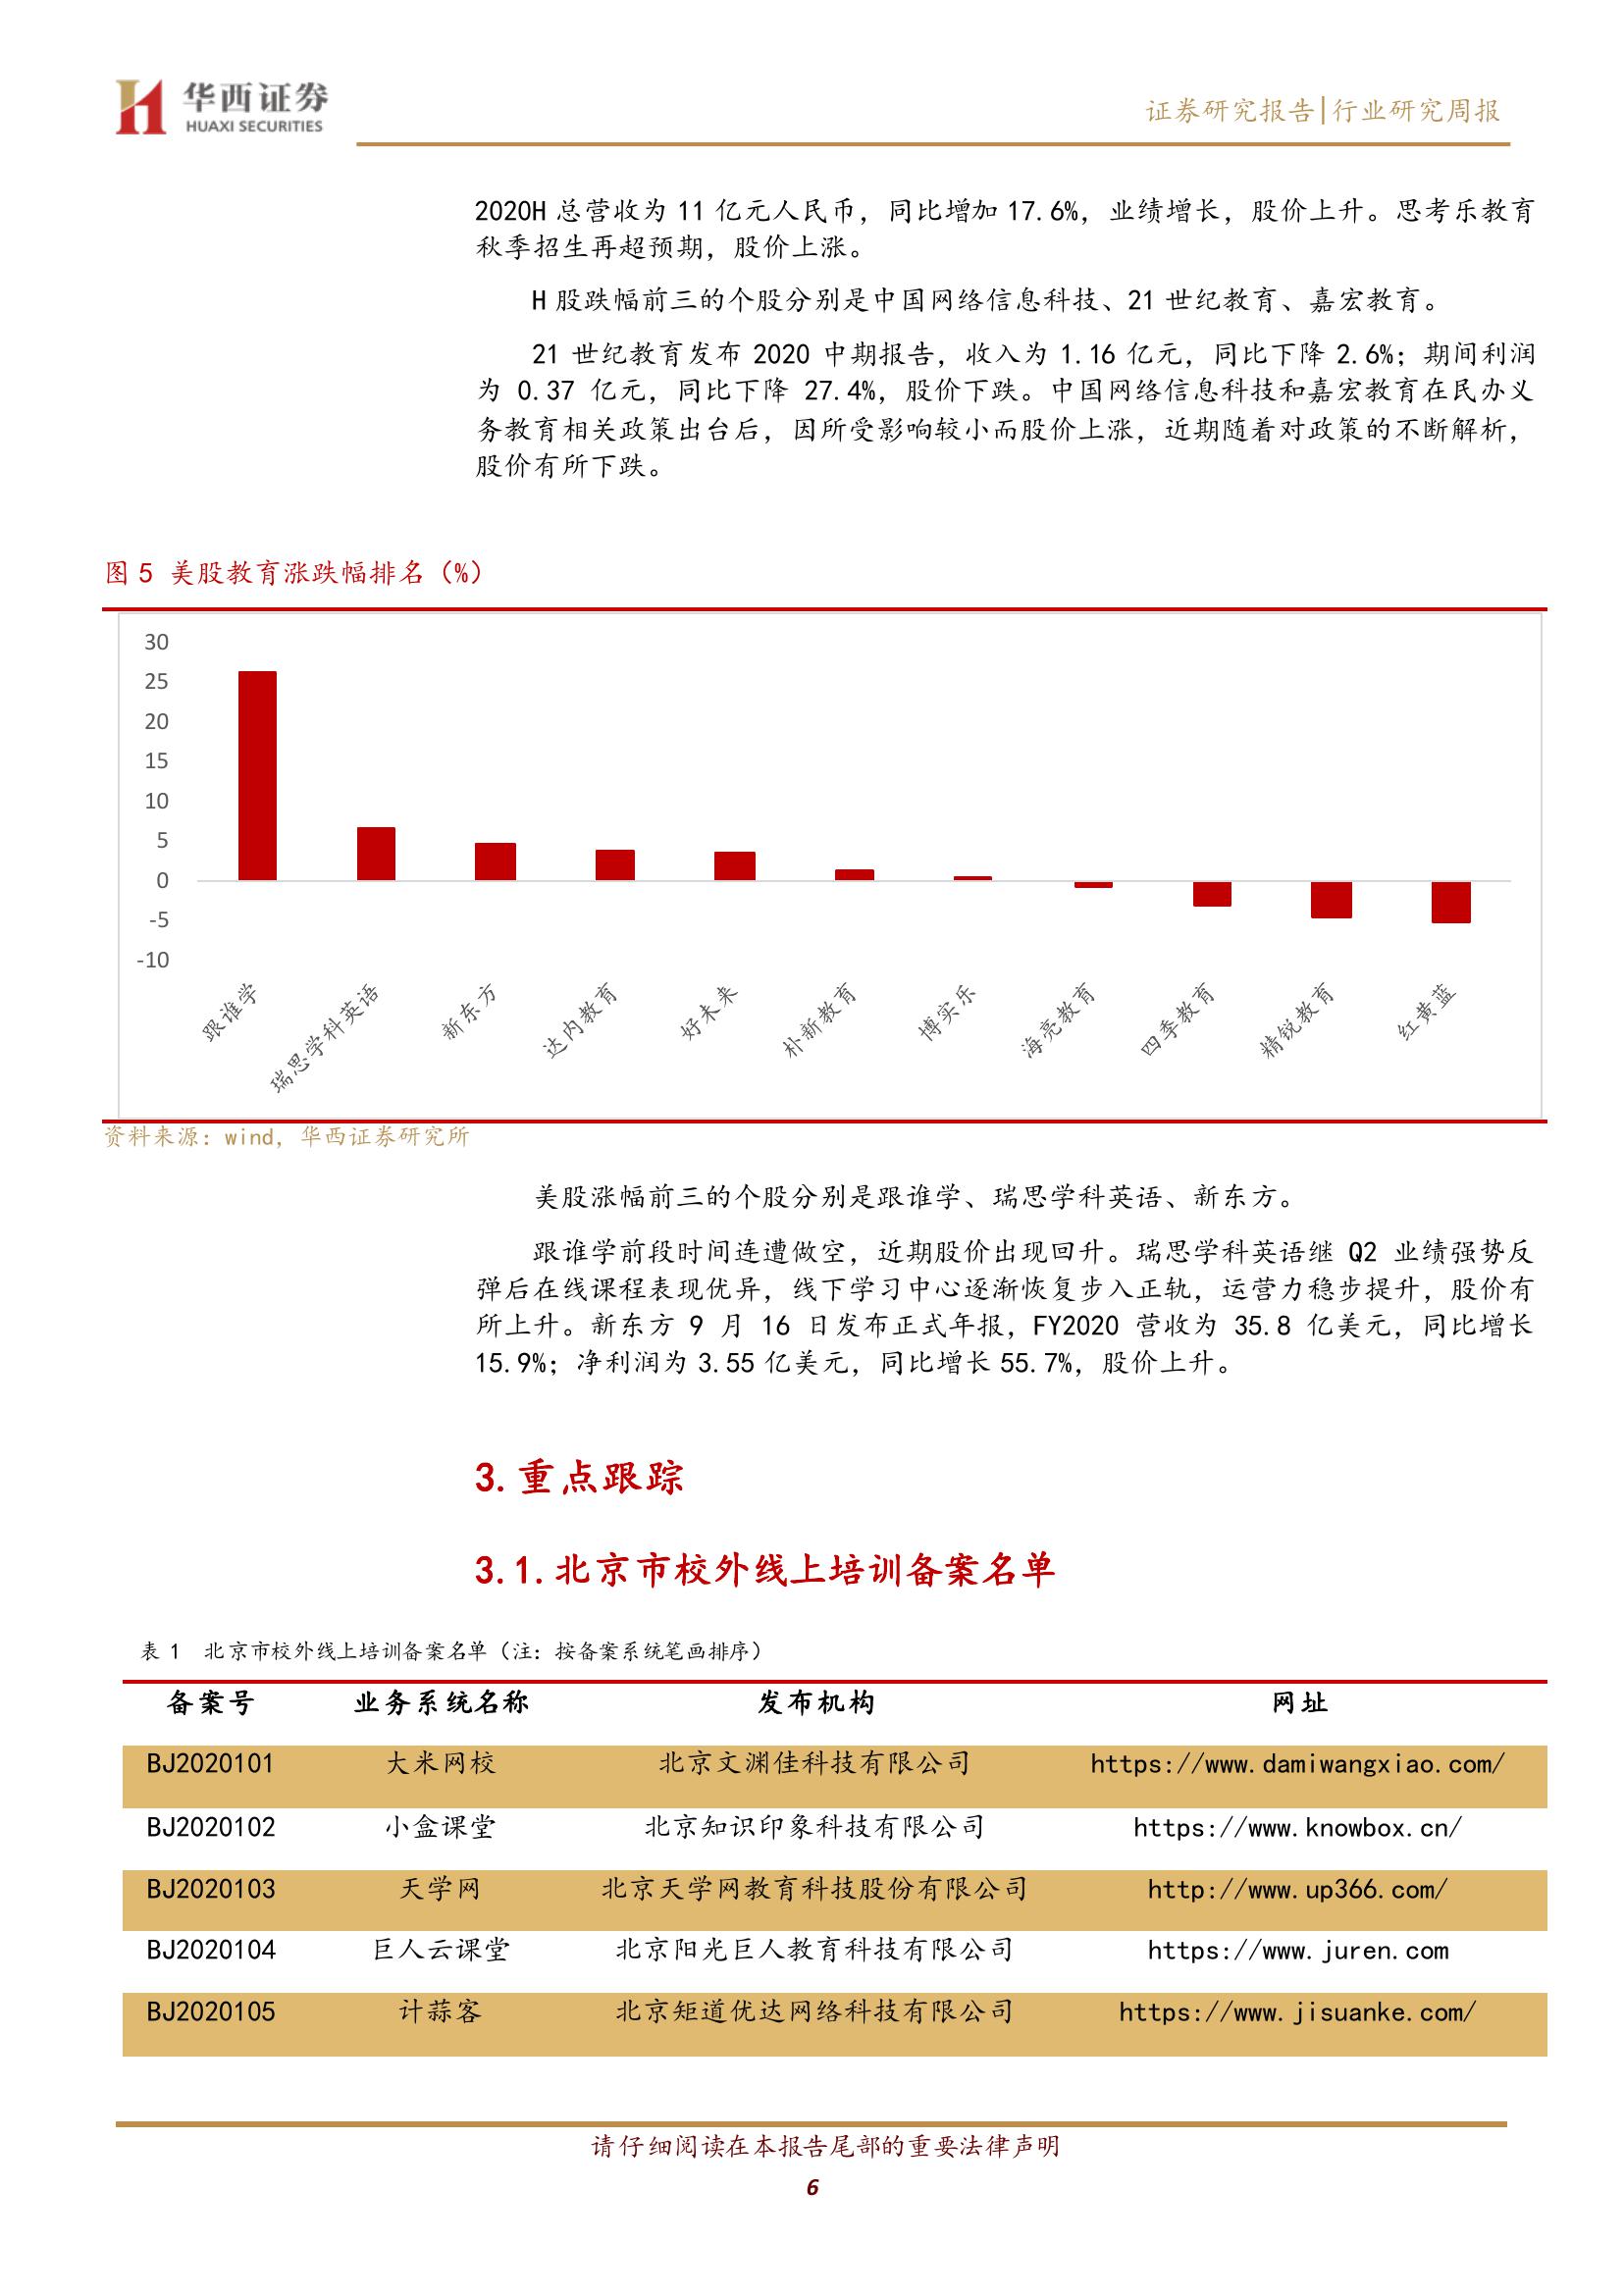 华西证券
HUAXI SECURITIES
证券研究报告|行业研究周报
2020H 总营收为 11 亿元人民币，同比增加 17.6%，业绩增长，股价上升。思考乐教育
秋季招生再超预期，股价上涨。
H 股跌幅前三的个股分别是中国网络信息科技、21 世纪教育、嘉宏教育。
21 世纪教育发布 2020 中期报告，收入为 1.16 亿元，同比下降 2.6%；期间利润
为 0.37 亿元，同比下降 27.4%，股价下跌。中国网络信息科技和嘉宏教育在民办义
务教育相关政策出台后，因所受影响较小而股价上涨，近期随着对政策的不断解析，
股价有所下跌。
图 5 美股教育涨跌幅排名（%）
30
25
20
15
10
5
0
-5
-10
跟谁学
瑞思学科英语
新东方
达内教育
好未来
朴新教育
博实乐
海亮教育
四季教育
精锐教育
红黄蓝
资料来源：wind，华西证券研究所
美股涨幅前三的个股分别是跟谁学、瑞思学科英语、新东方。
跟谁学前段时间连遭做空，近期股价出现回升。瑞思学科英语继 Q2 业绩强势反
弹后在线课程表现优异，线下学习中心逐渐恢复步入正轨，运营力稳步提升，股价有
所上升。新东方 9 月 16 日发布正式年报，FY2020 营收为 35.8 亿美元，同比增长
15.9%；净利润为 3.55 亿美元，同比增长 55.7%，股价上升。
3.重点跟踪
3.1.北京市校外线上培训备案名单
表 1 北京市校外线上培训备案名单（注：按备案系统笔画排序）
备案号 业务系统名称 发布机构 网址
BJ2020101 大米网校 北京文渊佳科技有限公司 https://www.damiwangxiao.com/
BJ2020102 小盒课堂 北京知识印象科技有限公司 https://www.knowbox.cn/
BJ2020103 天学网 北京天学网教育科技股份有限公司 http://www.up366.com/
BJ2020104 巨人云课堂 北京阳光巨人教育科技有限公司 https://www.juren.com
BJ2020105 计蒜客 北京矩道优达网络科技有限公司 https://www.jisuanke.com/
请仔细阅读在本报告尾部的重要法律声明
6